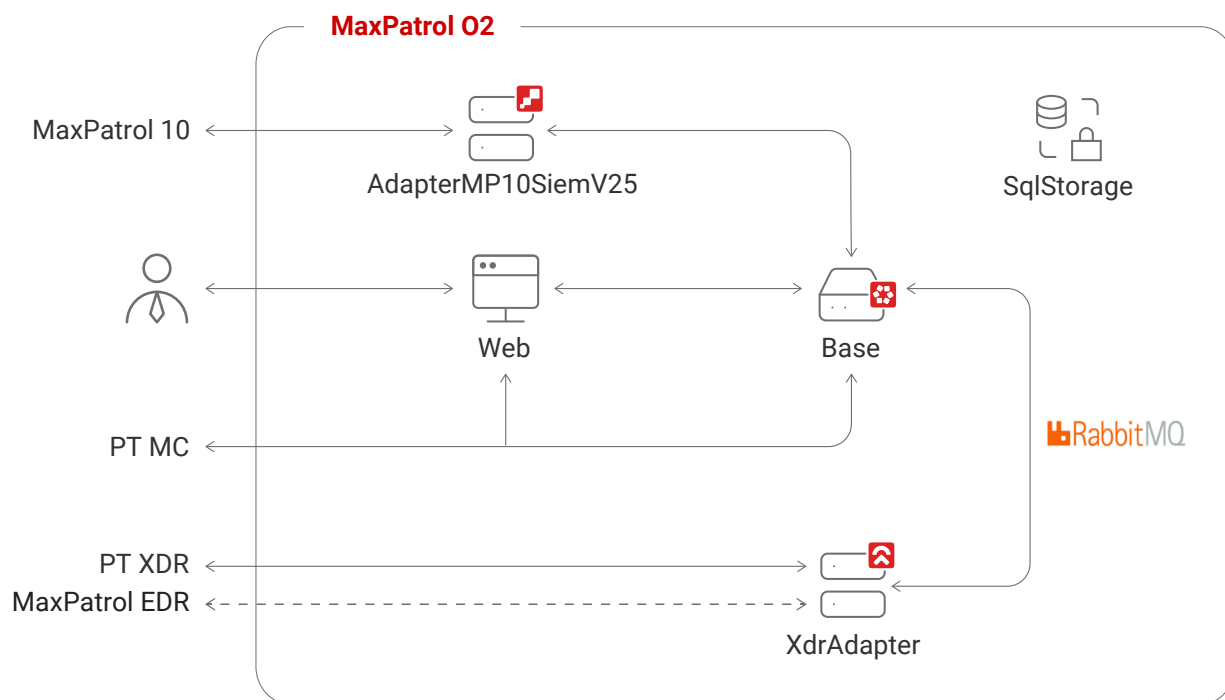 MaxPatrol O2
MaxPatrol 10
AdapterMP10SiemV25
SqlStorage
Web
Base
PT MC
RabbitMQ
PT XDR
MaxPatrol EDR
XdrAdapter